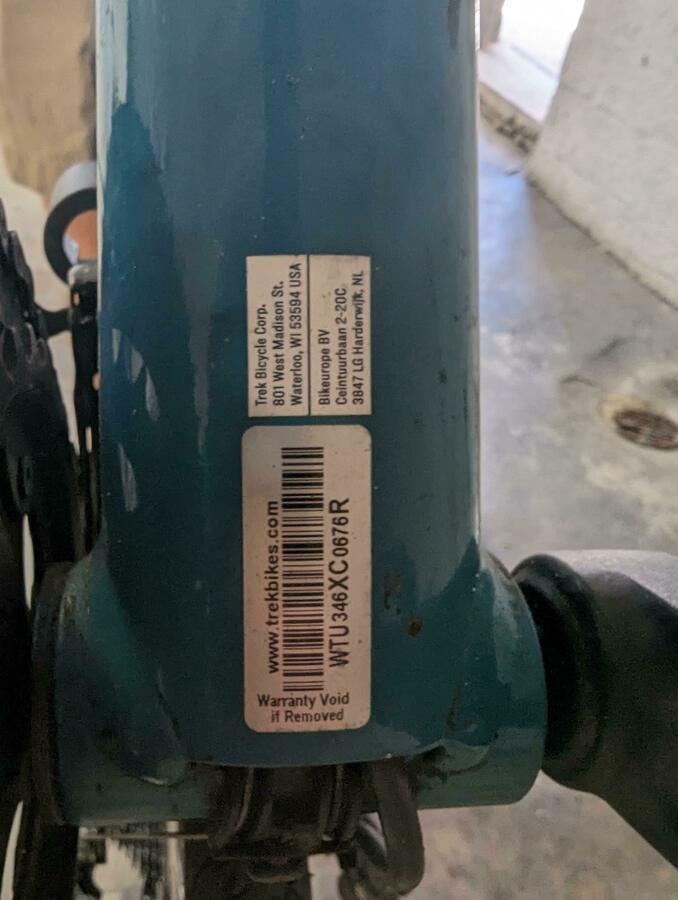 Trek Bicycle Corp.
801 West Madison St.
Waterloo, WI 53594 USA
Bikeurope BV
Ceintuurbaan 2-20C
3847 LG Harderwijk, NL
www.trekbikes.com
WTU346XC0676R
Warranty Void
if Removed